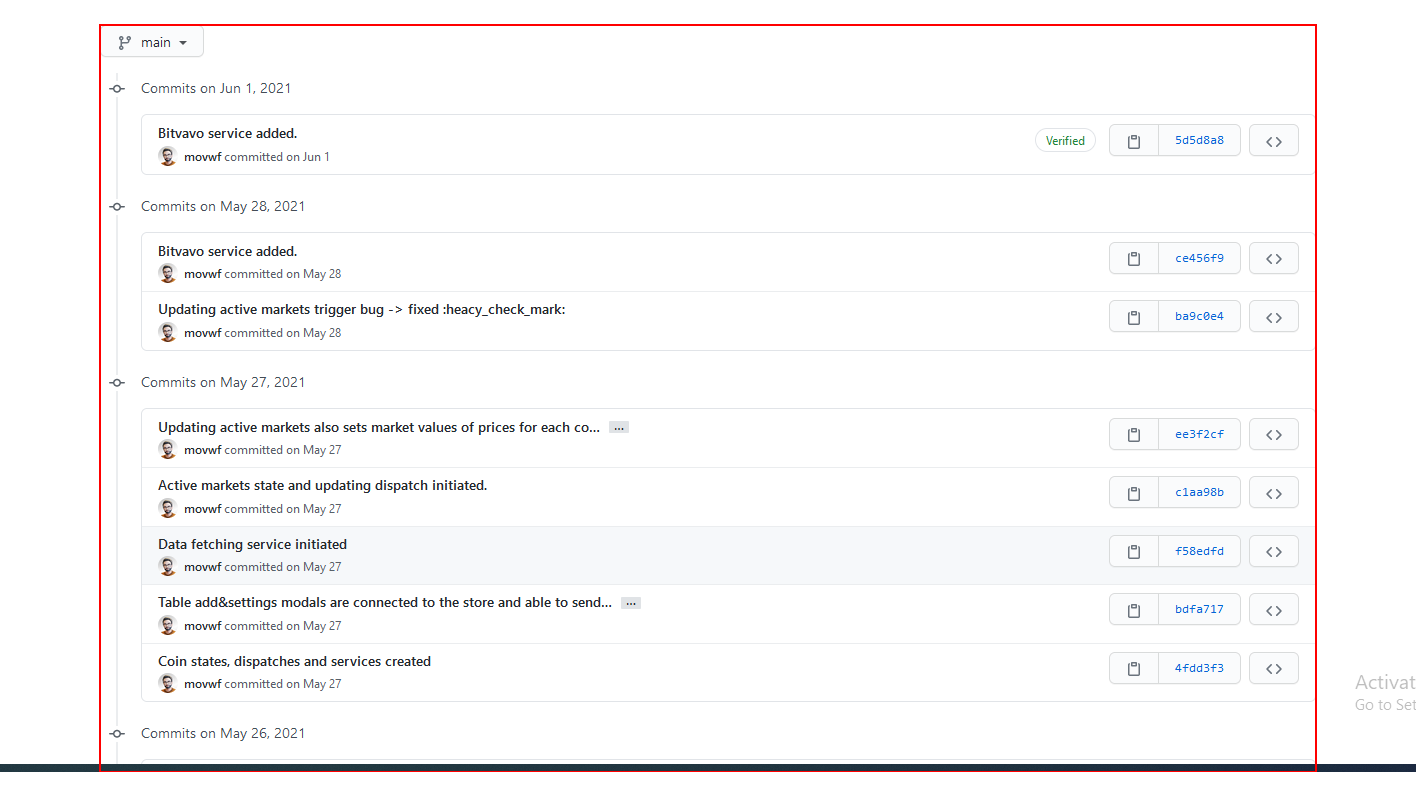 main
Commits on Jun 1, 2021
Bitvavo service added.
movwf committed on Jun 1
Verified
5d5d8a8
Commits on May 28, 2021
Bitvavo service added.
movwf committed on May 28
ce456f9
Updating active markets trigger bug -> fixed :heacy_check_mark:
movwf committed on May 28
ba9c0e4
Commits on May 27, 2021
Updating active markets also sets market values of prices for each co... ...
movwf committed on May 27
ee3f2cf
Active markets state and updating dispatch initiated.
movwf committed on May 27
c1aa98b
Data fetching service initiated
movwf committed on May 27
f58edfd
Table add&settings modals are connected to the store and able to send... ...
movwf committed on May 27
bdfa717
Coin states, dispatches and services created
movwf committed on May 27
4fdd3f3
Activat
Go to Set
Commits on May 26, 2021